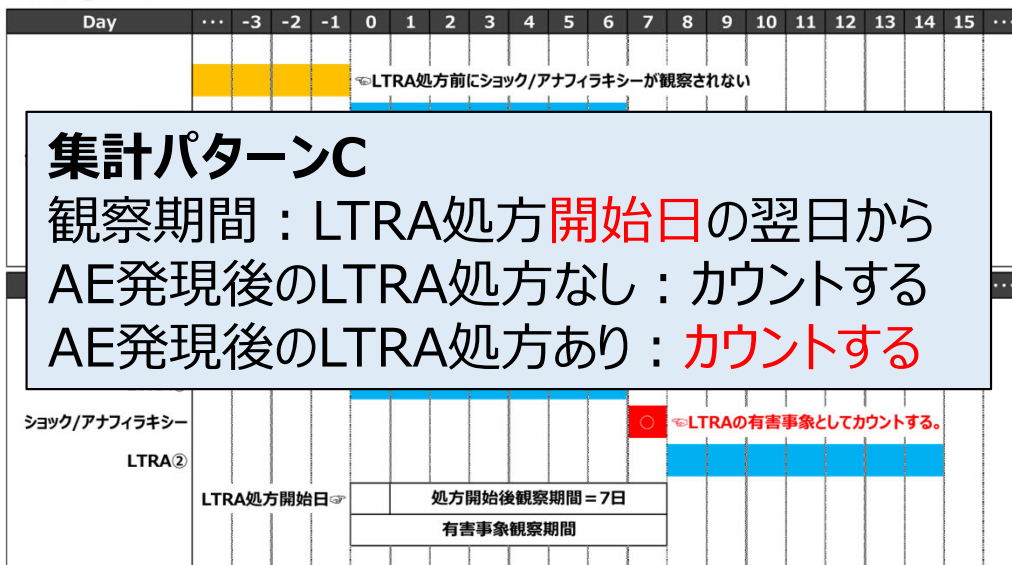 Day ・・・ -3 -2 -1 0 1 2 3 4 5 6 7 8 9 10 11 12 13 14 15 ・・・
☜LTRA処方前にショック/アナフィラキシーが観察されない
集計パターンC
観察期間：LTRA処方開始日の翌日から
AE発現後のLTRA処方なし：カウントする
AE発現後のLTRA処方あり：カウントする
・・・
ショック/アナフィラキシー ○ ☜LTRAの有害事象としてカウントする。
LTRA②
LTRA処方開始日☞ 処方開始後観察期間＝7日
有害事象観察期間